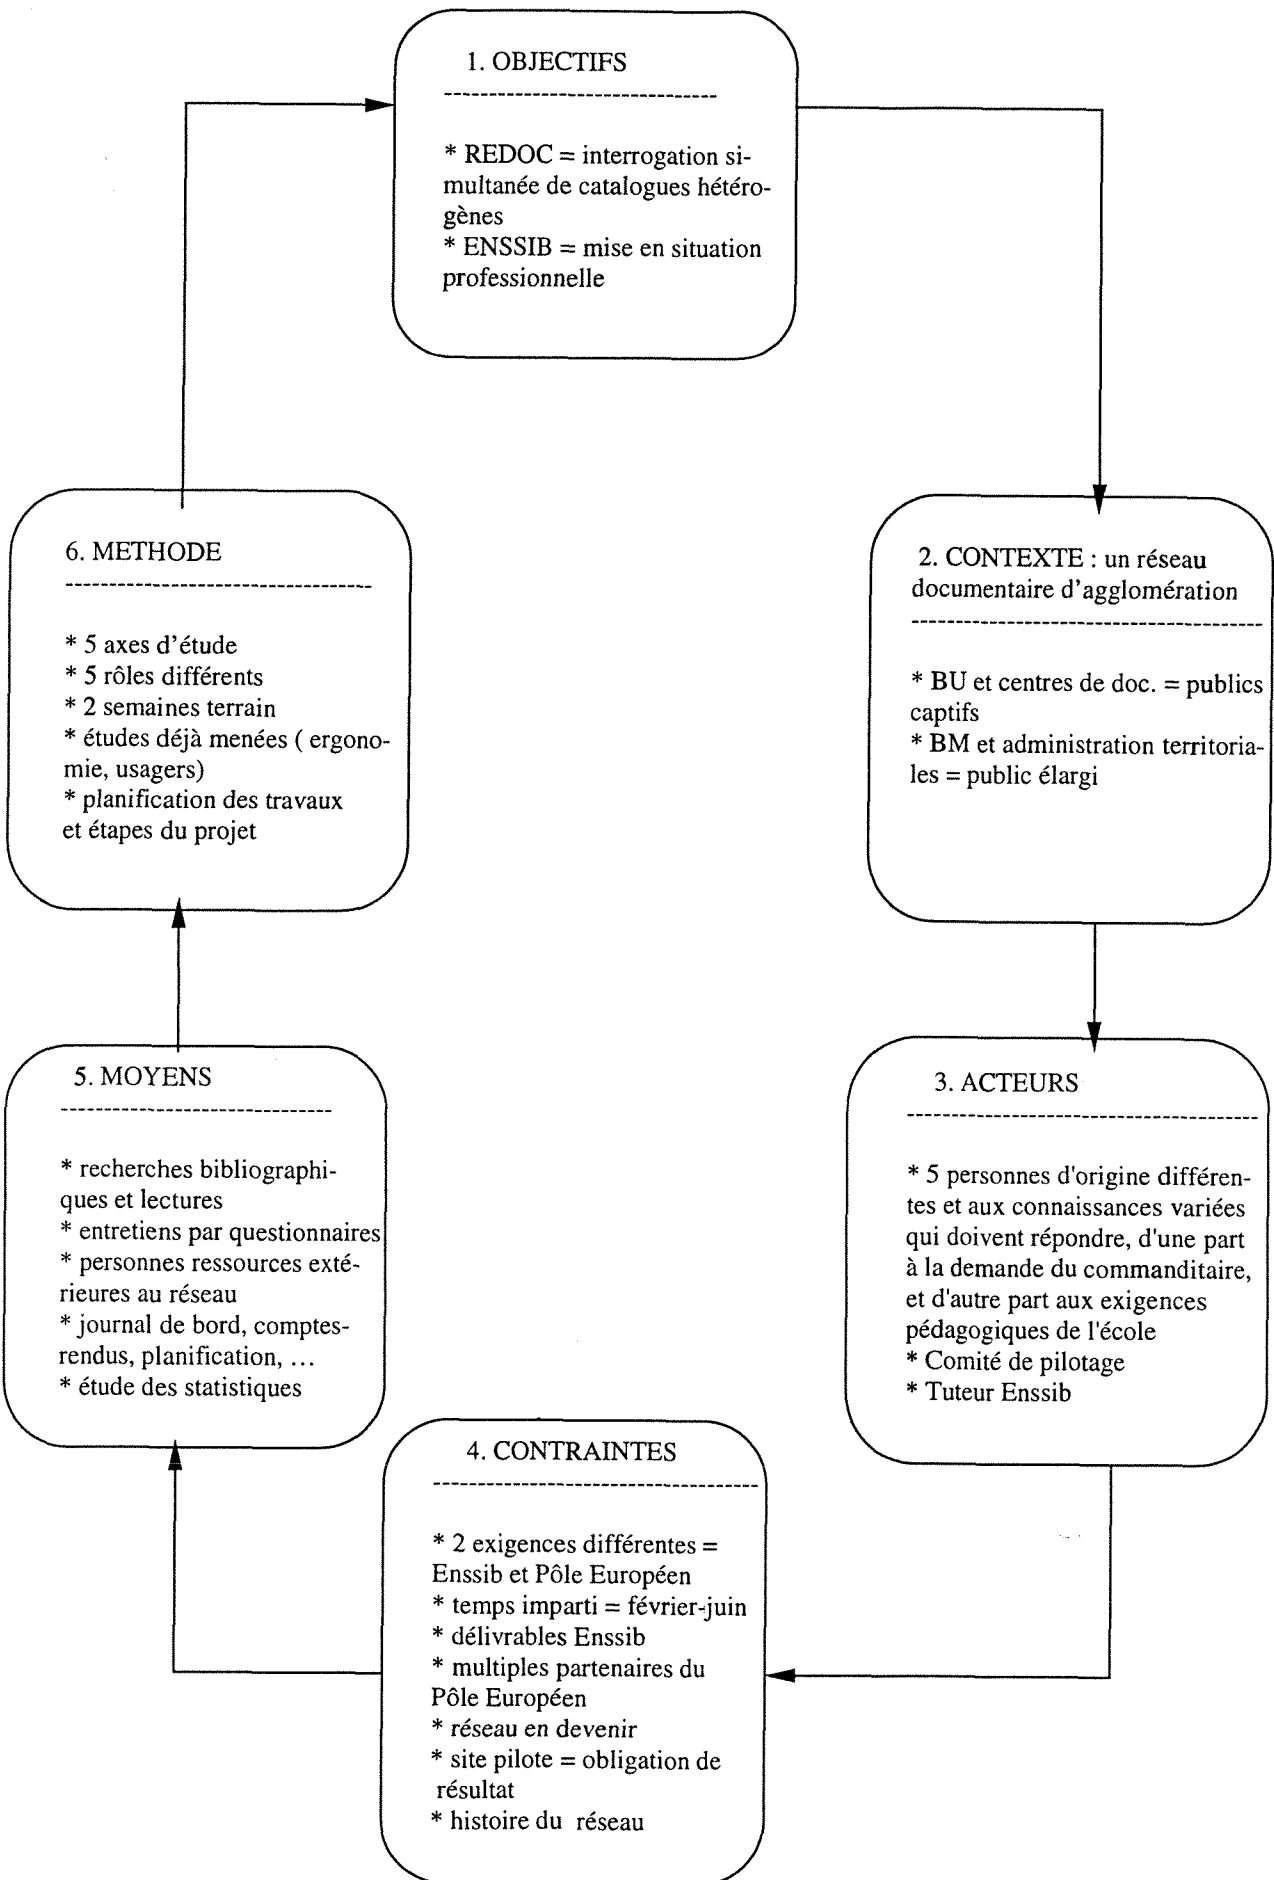 1. OBJECTIFS
* REDOC = interrogation si-
multanée de catalogues hétéro-
gènes
* ENSSIB = mise en situation
professionnelle
2. CONTEXTE : un réseau
documentaire d'agglomération
* BU et centres de doc. = publics
captifs
* BM et administration territoria-
les = public élargi
3. ACTEURS
* 5 personnes d'origine différen-
tes et aux connaissances variées
qui doivent répondre, d'une part
à la demande du commanditaire,
et d'autre part aux exigences
pédagogiques de l'école
* Comité de pilotage
* Tuteur Enssib
4. CONTRAINTES
* 2 exigences différentes =
Enssib et Pôle Européen
* temps imparti = février-juin
* délivrables Enssib
* multiples partenaires du
Pôle Européen
* réseau en devenir
* site pilote = obligation de
résultat
* histoire du réseau
5. MOYENS
* recherches bibliographi-
ques et lectures
* entretiens par questionnaires
* personnes ressources exté-
rieures au réseau
* journal de bord, comptes-
rendus, planification, ...
* étude des statistiques
6. METHODE
* 5 axes d'étude
* 5 rôles différents
* 2 semaines terrain
* études déjà menées ( ergono-
mie, usagers)
* planification des travaux
et étapes du projet